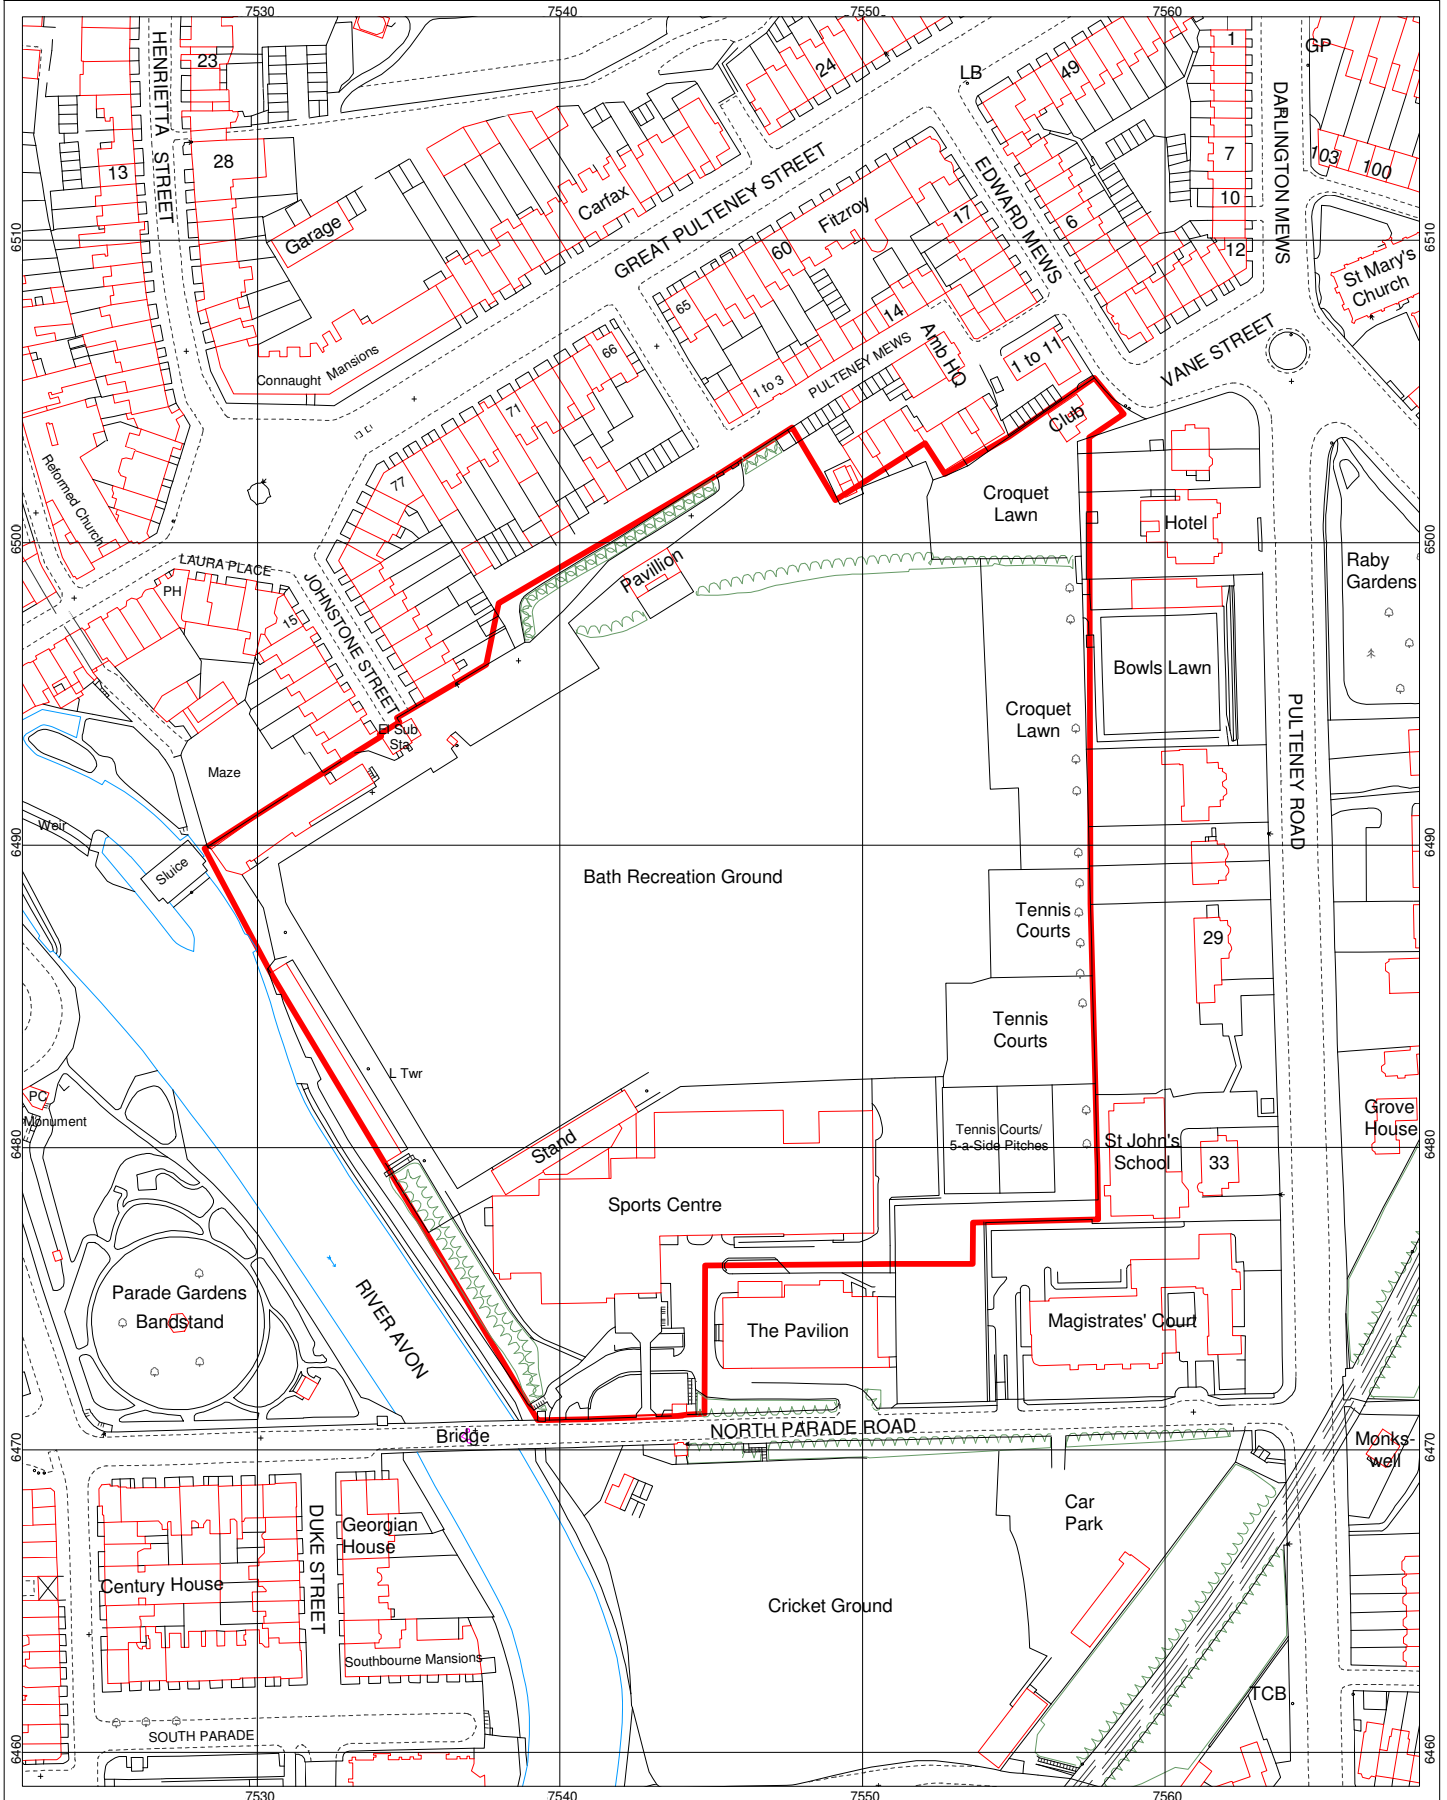 7530
7540
7550
7560
HENRIETTA STREET
23
24
LB
49
1
GP
DARLINGTON MEWS
13
28
7
103
100
Carfax
GREAT PULTENEY STREET
EDWARD MEWS
10
Garage
Fitzroy
17
6
12
6510
6510
60
St Mary's
Church
65
14
Amb HQ
66
Connaught Mansions
PULTENEY MEWS
1 to 11
VANE STREET
1 to 3
71
Club
Reformed Church
77
Croquet
Lawn
Hotel
6500
6500
LAURA PLACE
Pavillion
Raby
Gardens
PH
JOHNSTONE STREET
15
Bowls Lawn
Croquet
Lawn
PULTENEY ROAD
El Sub
Sta
Maze
Weir
6490
6490
Sluice
Bath Recreation Ground
Tennis
Courts
29
Tennis
Courts
L Twr
PC
Monument
Grove
House
Tennis Courts/
5-a-Side Pitches
6480
6480
Stand
St John's
School
33
Sports Centre
RIVER AVON
Parade Gardens
Bandstand
The Pavilion
Magistrates' Court
NORTH PARADE ROAD
Bridge
6470
6470
Monks-
well
Car
Park
DUKE STREET
Georgian
House
Century House
Cricket Ground
Southbourne Mansions
TCB
SOUTH PARADE
6460
6460
7530
7540
7550
7560